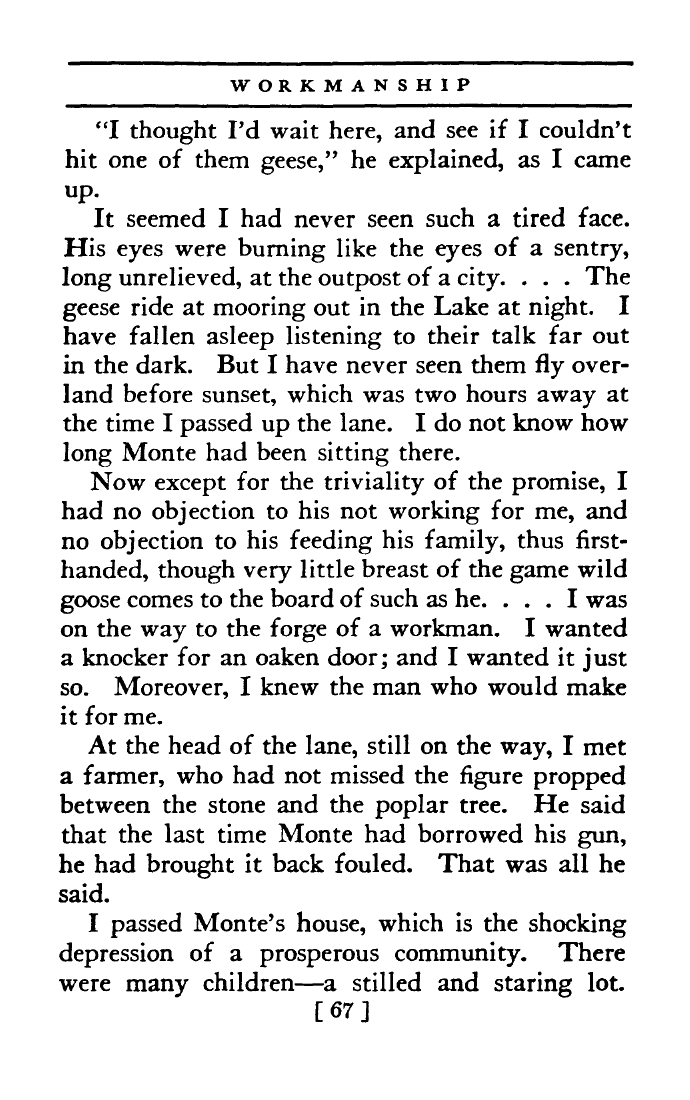 WORKMANSHIP
“I thought I’d wait here, and see if I couldn’t
hit one of them geese,” he explained, as I came
up.
It seemed I had never seen such a tired face.
His eyes were burning like the eyes of a sentry,
long unrelieved, at the outpost of a city. . . . The
geese ride at mooring out in the Lake at night. I
have fallen asleep listening to their talk far out
in the dark. But I have never seen them fly over-
land before sunset, which was two hours away at
the time I passed up the lane. I do not know how
long Monte had been sitting there.
Now except for the triviality of the promise, I
had no objection to his not working for me, and
no objection to his feeding his family, thus first-
handed, though very little breast of the game wild
goose comes to the board of such as he. . . . I was
on the way to the forge of a workman. I wanted
a knocker for an oaken door; and I wanted it just
so. Moreover, I knew the man who would make
it for me.
At the head of the lane, still on the way, I met
a farmer, who had not missed the figure propped
between the stone and the poplar tree. He said
that the last time Monte had borrowed his gun,
he had brought it back fouled. That was all he
said.
I passed Monte’s house, which is the shocking
depression of a prosperous community. There
were many children—a stilled and staring lot.
[ 67 ]